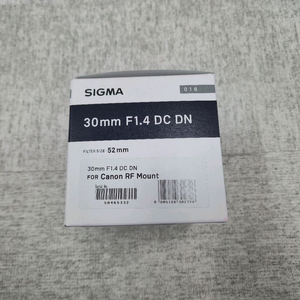 SIGMA
016
30mm F1.4 DC DN
FILTER SIZE 52mm
30mm F1.4 DC DN
FOR Canon RF Mount
Serial No.